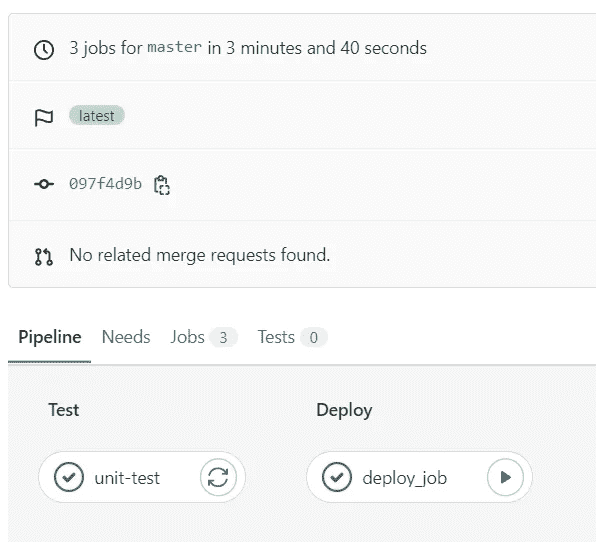 3 jobs for master in 3 minutes and 40 seconds
latest
097f4d9b
No related merge requests found.
Pipeline Needs Jobs 3 Tests 0
Test Deploy
unit-test deploy_job